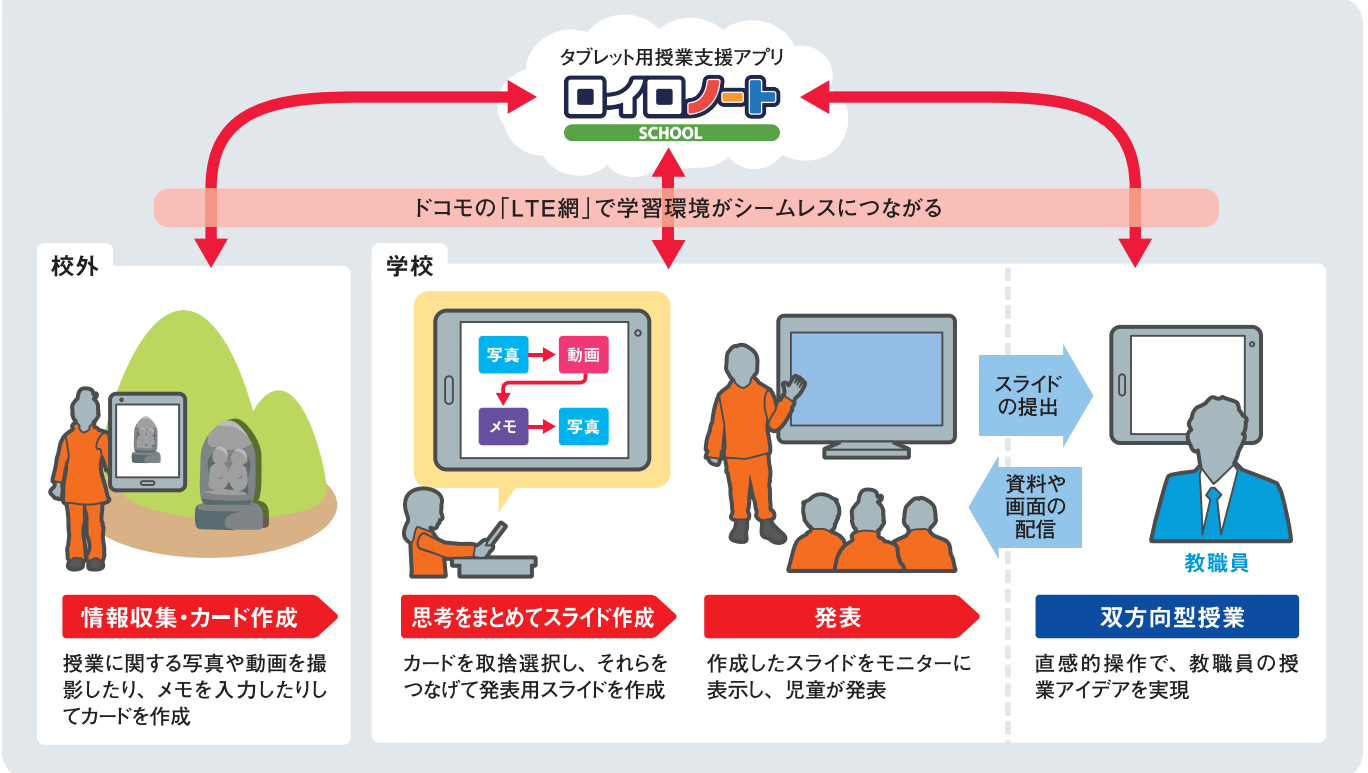 タブレット用授業支援アプリ
ロイロノート
SCHOOL
ドコモの「LTE網」で学習環境がシームレスにつながる
校外
学校
写真
動画
メモ
写真
スライド
の提出
資料や
画面の
配信
教職員
情報収集・カード作成
授業に関する写真や動画を撮
影したり、メモを入力したりし
てカードを作成
思考をまとめてスライド作成
カードを取捨選択し、それらを
つなげて発表用スライドを作成
発表
作成したスライドをモニターに
表示し、児童が発表
双方向型授業
直感的操作で、教職員の授
業アイデアを実現